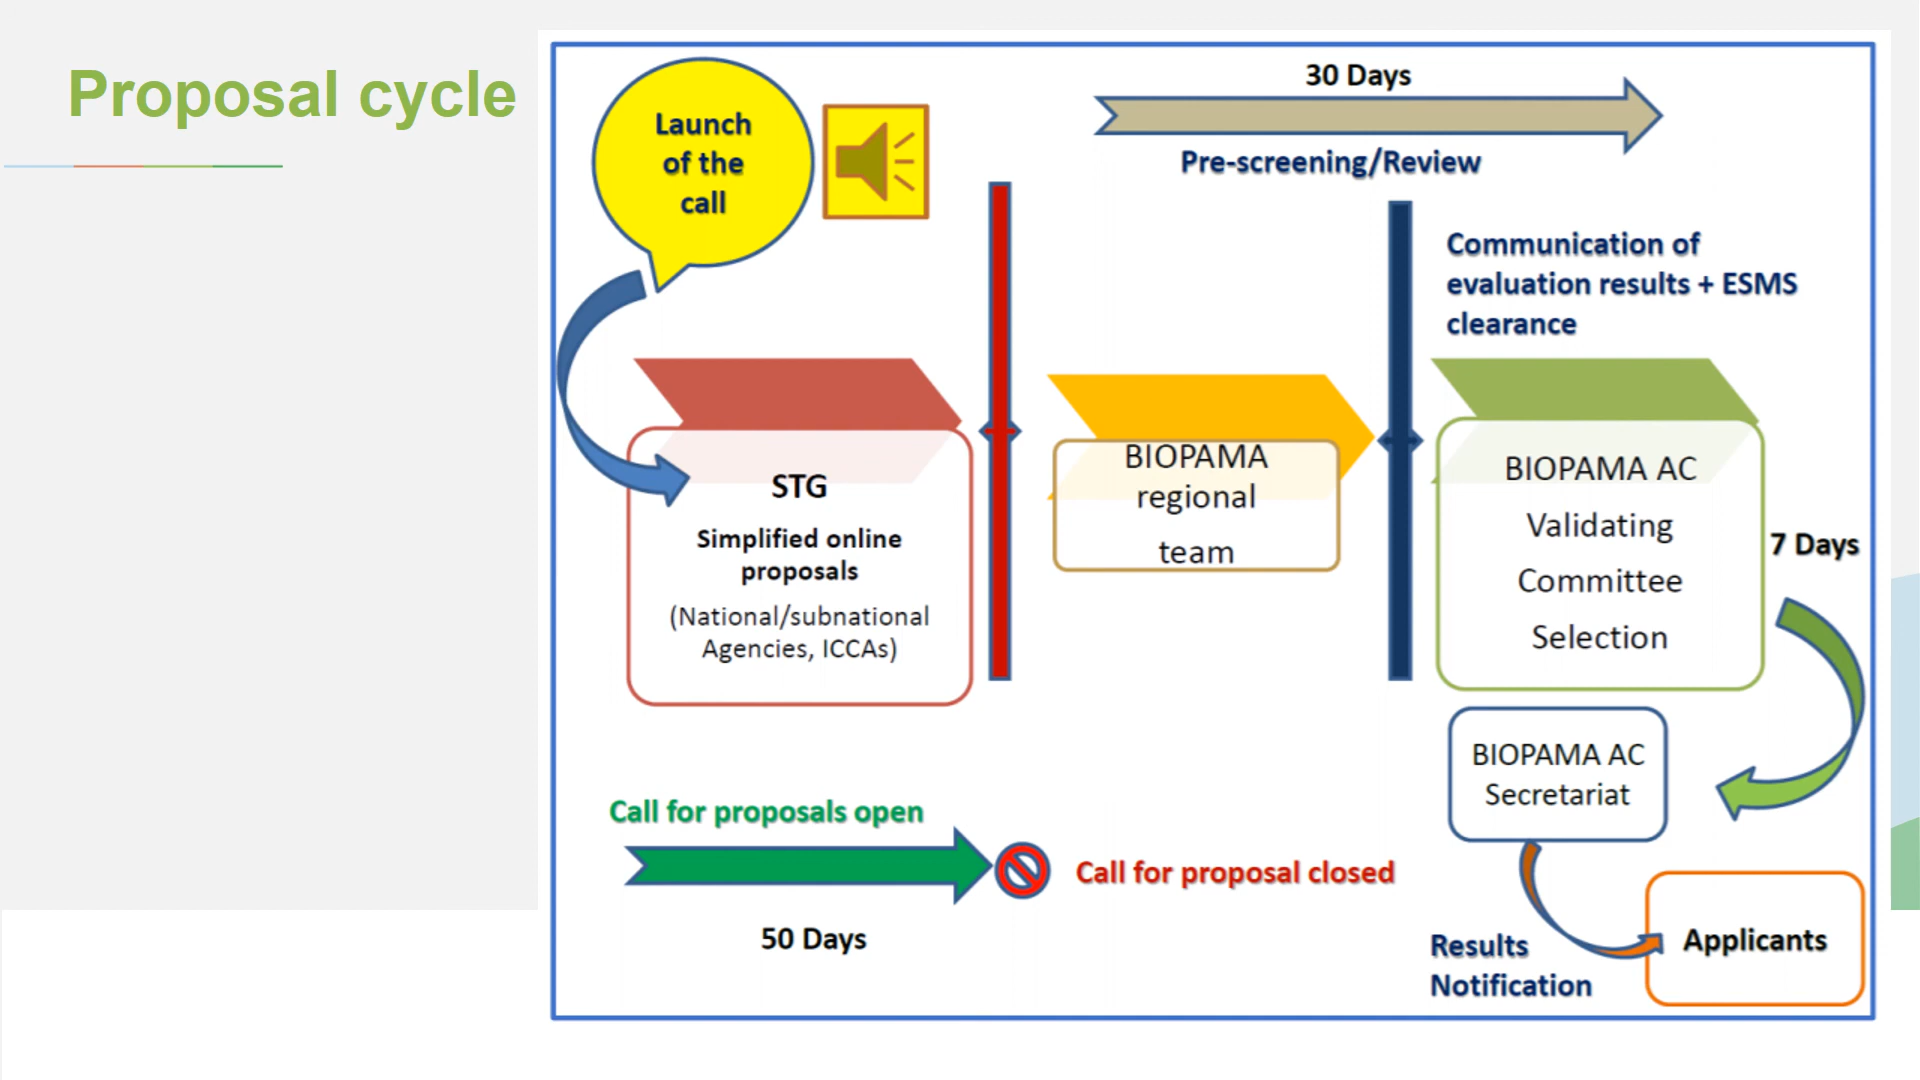 Proposal cycle
Launch
of the
call
30 Days
Pre-screening/Review
Communication of
evaluation results + ESMS
clearance
STG
Simplified online
proposals
(National/subnational
Agencies, ICCAs)
BIOPAMA
regional
team
BIOPAMA AC
Validating
Committee
Selection
7 Days
BIOPAMA AC
Secretariat
Call for proposals open
Call for proposal closed
50 Days
Results
Notification
Applicants